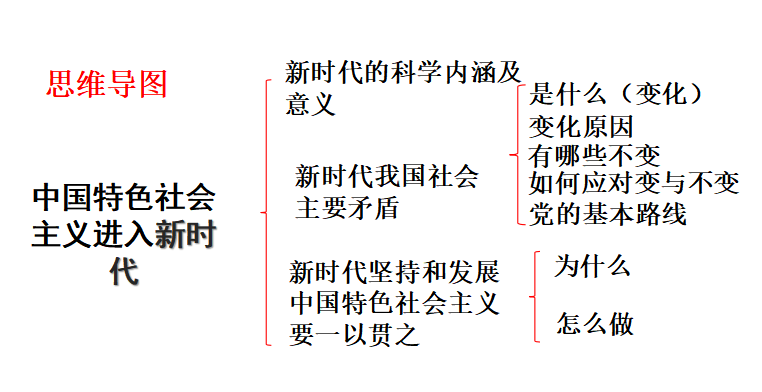 思维导图
中国特色社会
主义进入新时
代
新时代的科学内涵及
意义
新时代我国社会
主要矛盾
是什么（变化）
变化原因
有哪些不变
如何应对变与不变
党的基本路线
新时代坚持和发展
中国特色社会主义
要一以贯之
为什么
怎么做